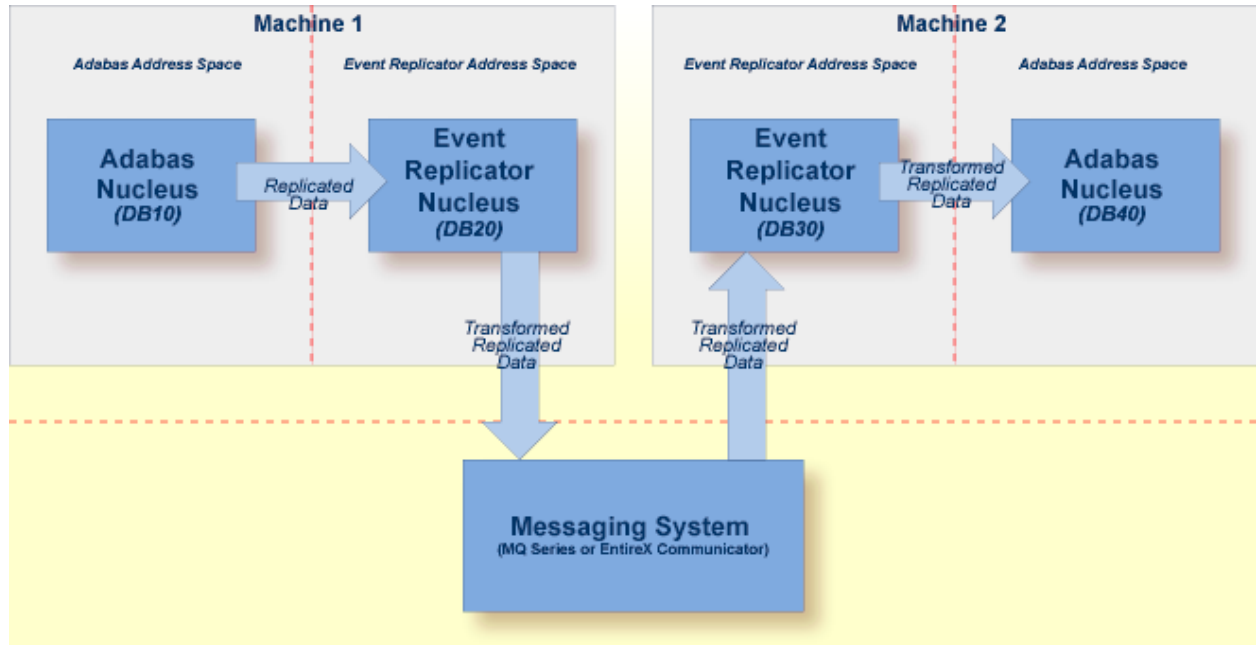 Machine 1
Adabas Address Space
Event Replicator Address Space
Adabas
Nucleus
(DB10)
Replicated
Data
Event
Replicator
Nucleus
(DB20)
Transformed
Replicated
Data
Machine 2
Event Replicator Address Space
Adabas Address Space
Event
Replicator
Nucleus
(DB30)
Transformed
Replicated
Data
Adabas
Nucleus
(DB40)
Transformed
Replicated
Data
Messaging System
(MQ Series or EntireX Communicator)